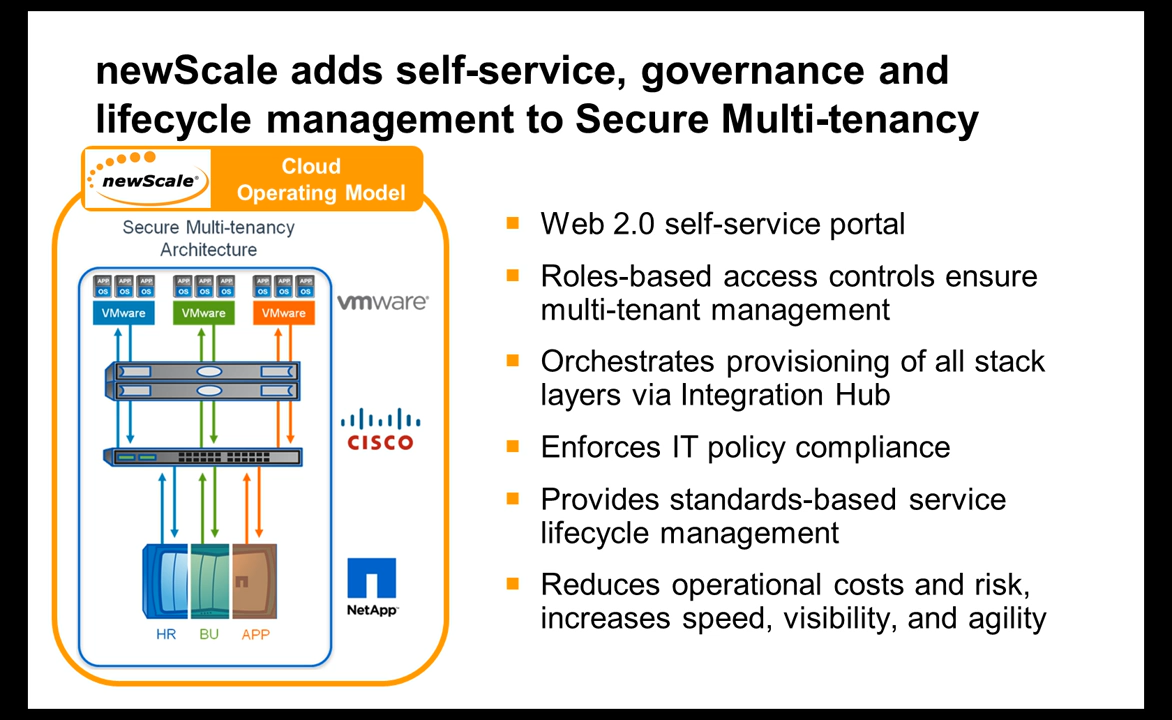 newScale adds self-service, governance and
lifecycle management to Secure Multi-tenancy
newScale®
Cloud
Operating Model
Secure Multi-tenancy
Architecture
APP APP APP APP APP APP APP APP APP
OS OS OS OS OS OS OS OS OS
VMware VMware VMware
vmware®
CISCO
NetApp
HR BU APP
Web 2.0 self-service portal
Roles-based access controls ensure
multi-tenant management
Orchestrates provisioning of all stack
layers via Integration Hub
Enforces IT policy compliance
Provides standards-based service
lifecycle management
Reduces operational costs and risk,
increases speed, visibility, and agility